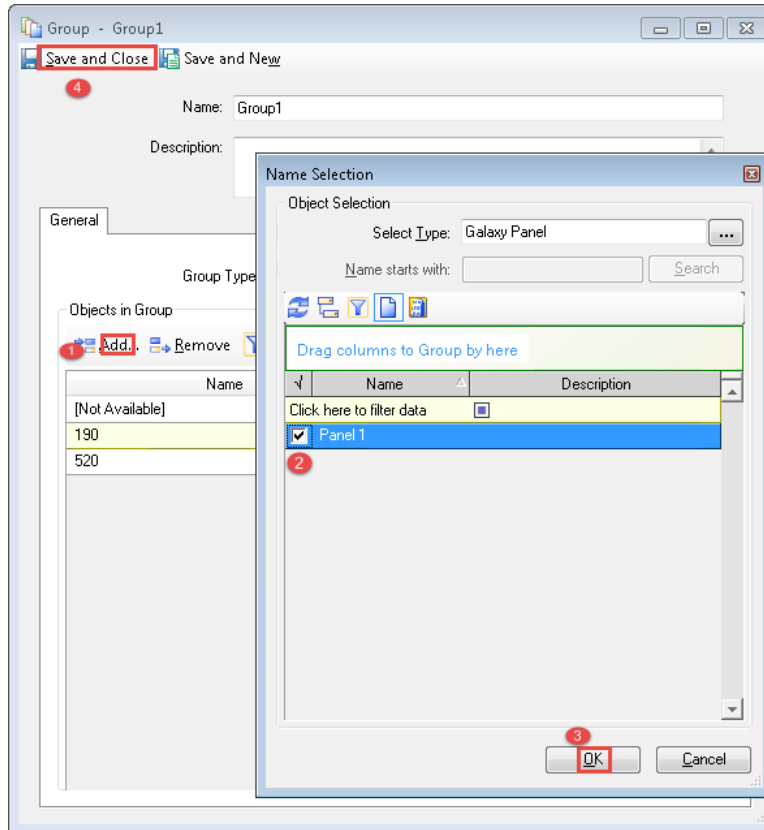 Group - Group1
Save and Close Save and New
4
Name: Group1
Description:
Name Selection
Object Selection
General
Select Type: Galaxy Panel ...
Group Type
Name starts with: Search
Objects in Group
1 Add... Remove
Drag columns to Group by here
Name
√ Name Description
[Not Available]
Click here to filter data
190
Panel 1
520
2
3
OK Cancel